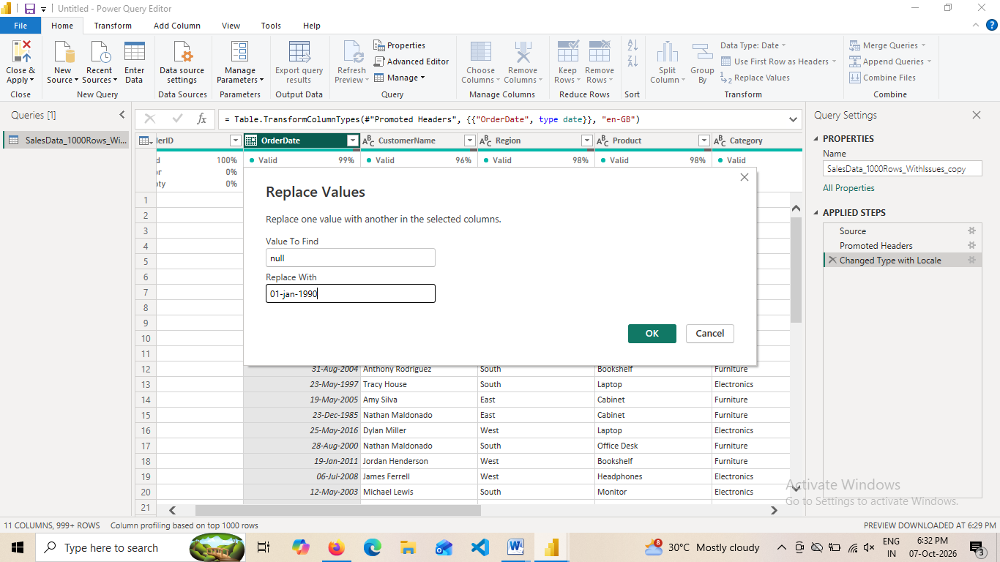 Untitled - Power Query Editor
File Home Transform Add Column View Tools Help
Close & Apply
New Source
Recent Sources
Enter Data
Data source settings
Manage Parameters
Export query results
Refresh Preview
Properties
Advanced Editor
Manage
Choose Columns
Remove Columns
Keep Rows
Remove Rows
Split Column
Group By
Data Type: Date
Use First Row as Headers
Replace Values
Merge Queries
Append Queries
Combine Files
Close New Query Data Sources Parameters Output Data Query Manage Columns Reduce Rows Sort Transform Combine
Queries [1]
SalesData_1000Rows_Wi...
fx = Table.TransformColumnTypes(#"Promoted Headers", {{"OrderDate", type date}}, "en-GB")
OrderDate ABC CustomerName ABC Region ABC Product ABC Category
100% Valid 99% Valid 96% Valid 98% Valid 98% Valid
0%
0%
Replace Values
Replace one value with another in the selected columns.
Value To Find
null
Replace With
01-jan-1990
OK Cancel
1
2
3
4
5
6
7
8
9
10
11
12 31-Aug-2004 Anthony Rodriguez South Bookshelf Furniture
13 23-May-1997 Tracy House South Laptop Electronics
14 19-May-2005 Amy Silva East Cabinet Furniture
15 23-Dec-1985 Nathan Maldonado East Cabinet Furniture
16 25-May-2016 Dylan Miller West Laptop Electronics
17 28-Aug-2000 Nathan Maldonado South Office Desk Furniture
18 19-Jan-2011 Jordan Henderson West Bookshelf Furniture
19 06-Jul-2008 James Ferrell West Headphones Electronics
20 12-May-2003 Michael Lewis South Monitor Electronics
21
Query Settings
PROPERTIES
Name
SalesData_1000Rows_WithIssues_copy
All Properties
APPLIED STEPS
Source
Promoted Headers
Changed Type with Locale
Activate Windows
Go to Settings to activate Windows.
11 COLUMNS, 999+ ROWS Column profiling based on top 1000 rows PREVIEW DOWNLOADED AT 6:29 PM
Type here to search
8
30°C Mostly cloudy
ENG
IN
6:32 PM
07-Oct-2026
3